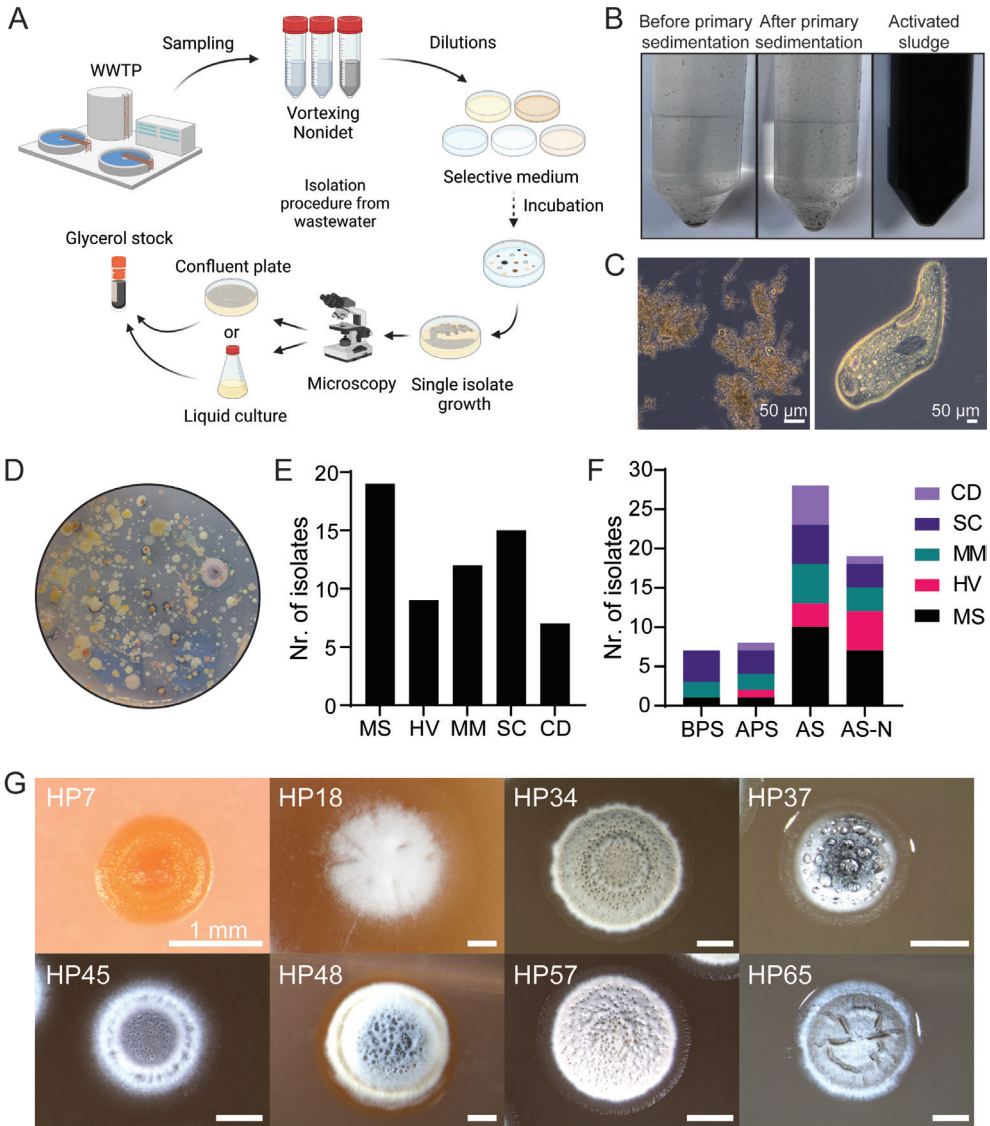 A
Sampling
WWTP
Vortexing
Nonidet
Dilutions
Selective medium
Incubation
Isolation
procedure from
wastewater
Glycerol stock
Confluent plate
or
Liquid culture
Microscopy
Single isolate
growth
B
Before primary
sedimentation
After primary
sedimentation
Activated
sludge
C
50 µm
50 µm
D
E
Nr. of isolates
20
15
10
5
0
MS
HV
MM
SC
CD
F
Nr. of isolates
30
25
20
15
10
5
0
BPS
APS
AS
AS-N
CD
SC
MM
HV
MS
G
HP7
1 mm
HP18
HP34
HP37
HP45
HP48
HP57
HP65